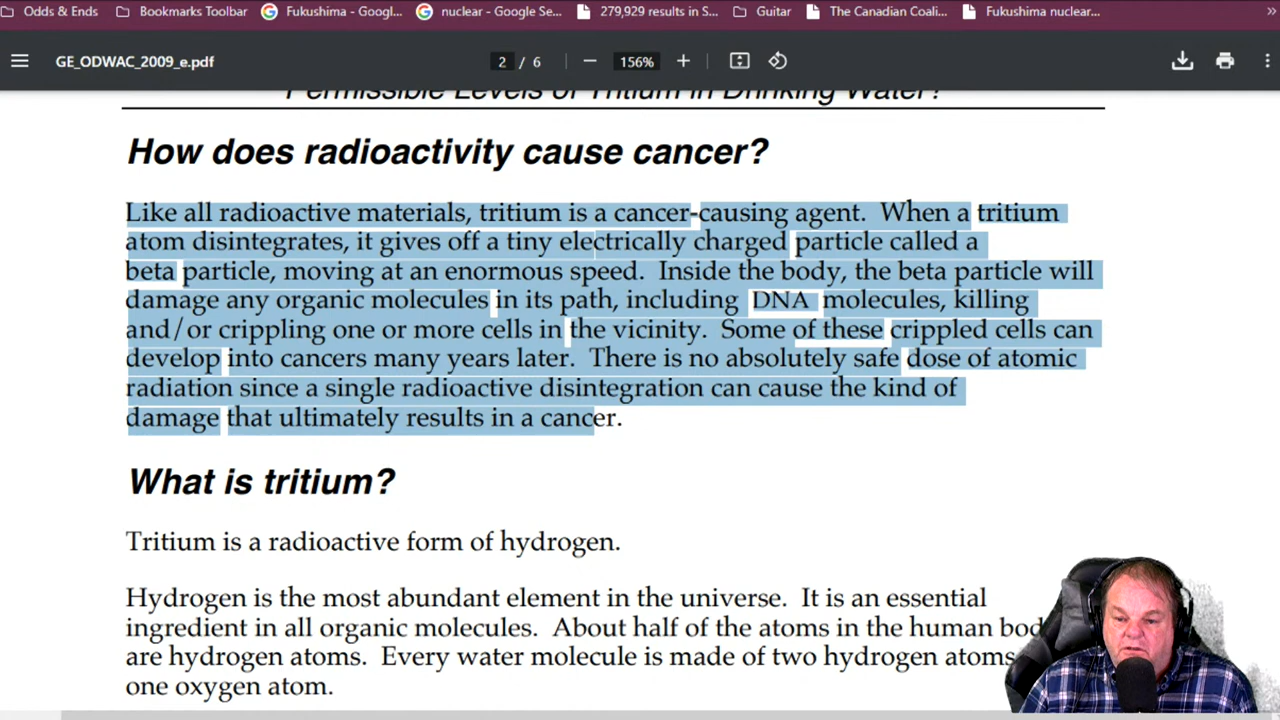 Odds & Ends Bookmarks Toolbar Fukushima - Googl... nuclear - Google Se... 279,929 results in S... Guitar The Canadian Coali... Fukushima nuclear... »
GE_ODWAC_2009_e.pdf 2 / 6 — 156% +
Permissible Levels of Tritium in Drinking Water?
How does radioactivity cause cancer?
Like all radioactive materials, tritium is a cancer-causing agent. When a tritium
atom disintegrates, it gives off a tiny electrically charged particle called a
beta particle, moving at an enormous speed. Inside the body, the beta particle will
damage any organic molecules in its path, including DNA molecules, killing
and/or crippling one or more cells in the vicinity. Some of these crippled cells can
develop into cancers many years later. There is no absolutely safe dose of atomic
radiation since a single radioactive disintegration can cause the kind of
damage that ultimately results in a cancer.
What is tritium?
Tritium is a radioactive form of hydrogen.
Hydrogen is the most abundant element in the universe. It is an essential
ingredient in all organic molecules. About half of the atoms in the human bod
are hydrogen atoms. Every water molecule is made of two hydrogen atoms
one oxygen atom.